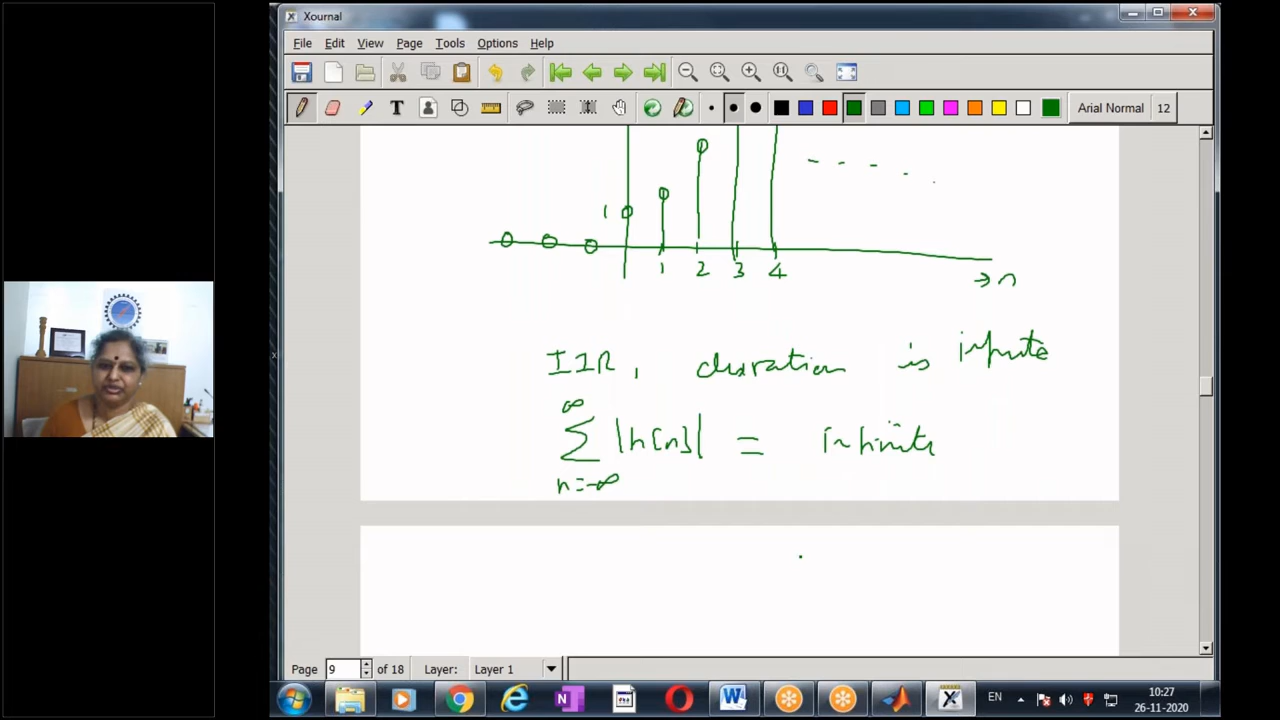 Xournal
File Edit View Page Tools Options Help
Arial Normal 12
1
1 2 3 4
→ n
IIR, duration is infinite
∞
∑ |h[n]| = infinite
n=-∞
Page 9 of 18 Layer: Layer 1
EN
10:27
26-11-2020